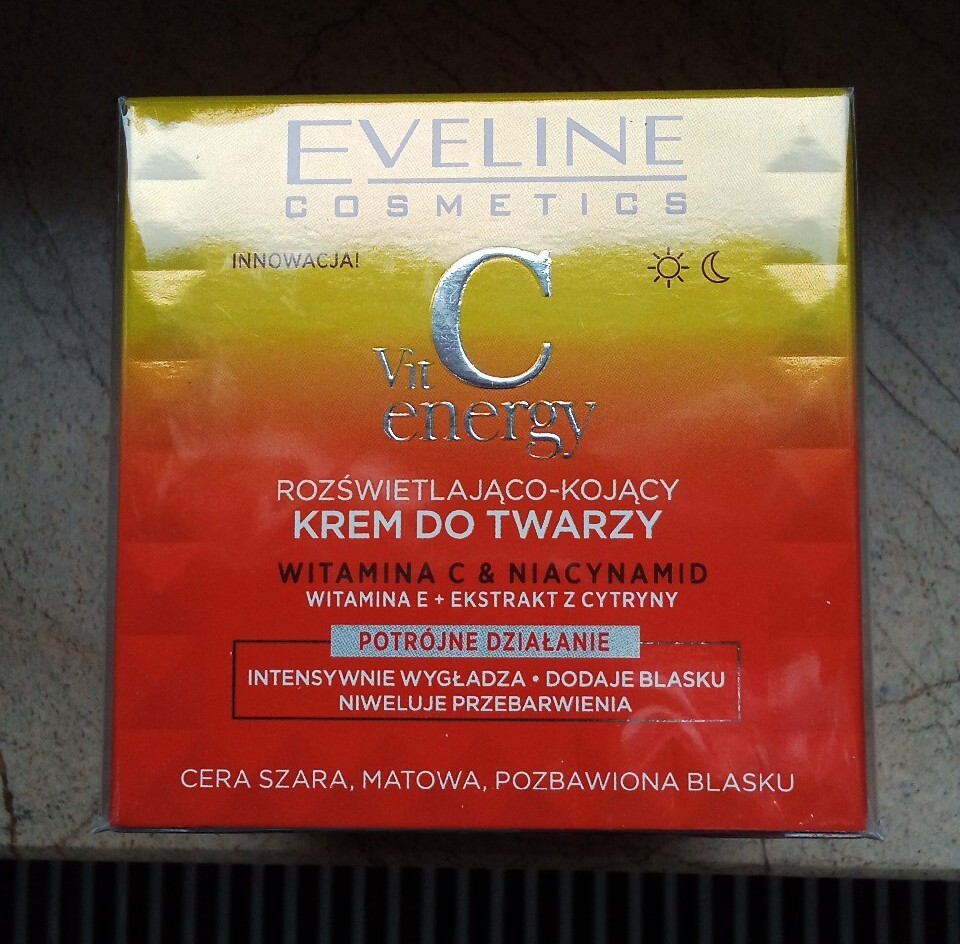 EVELINE
COSMETICS
INNOWACJA!
Vit C
energy
ROZŚWIETLAJĄCO-KOJĄCY
KREM DO TWARZY
WITAMINA C & NIACYNAMID
WITAMINA E + EKSTRAKT Z CYTRYNY
POTRÓJNE DZIAŁANIE
INTENSYWNIE WYGŁADZA • DODAJE BLASKU
NIWELUJE PRZEBARWIENIA
CERA SZARA, MATOWA, POZBAWIONA BLASKU